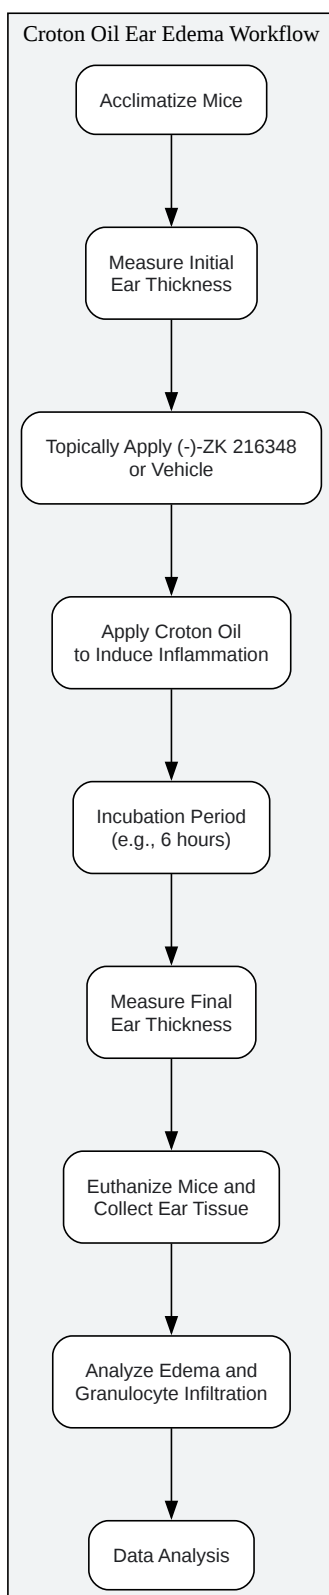 Croton Oil Ear Edema Workflow
Acclimatize Mice
Measure Initial
Ear Thickness
Topically Apply (-)-ZK 216348
or Vehicle
Apply Croton Oil
to Induce Inflammation
Incubation Period
(e.g., 6 hours)
Measure Final
Ear Thickness
Euthanize Mice and
Collect Ear Tissue
Analyze Edema and
Granulocyte Infiltration
Data Analysis